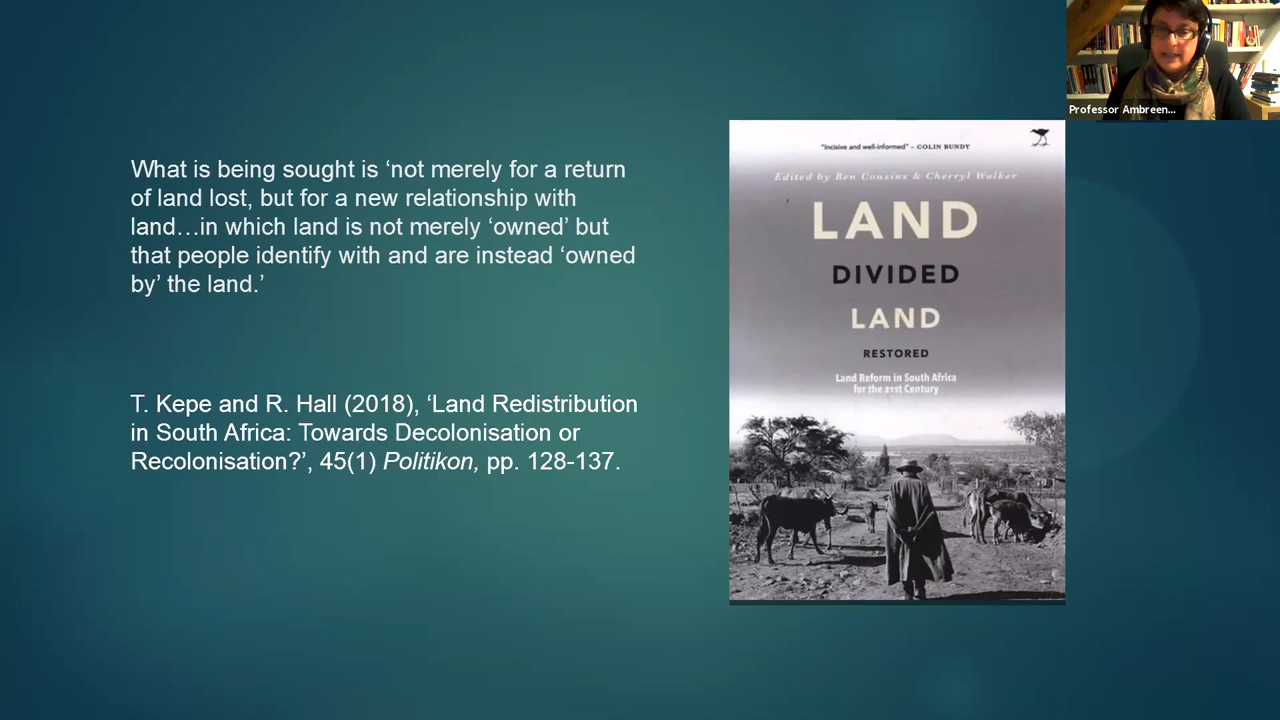 What is being sought is ‘not merely for a return
of land lost, but for a new relationship with
land…in which land is not merely ‘owned’ but
that people identify with and are instead ‘owned
by’ the land.’
T. Kepe and R. Hall (2018), ‘Land Redistribution
in South Africa: Towards Decolonisation or
Recolonisation?’, 45(1) Politikon, pp. 128-137.
"Incisive and well-informed" – COLIN BUNDY
Edited by Ben Cousins & Cherryl Walker
LAND
DIVIDED
LAND
RESTORED
Land Reform in South Africa
for the 21st Century
Professor Ambreen...